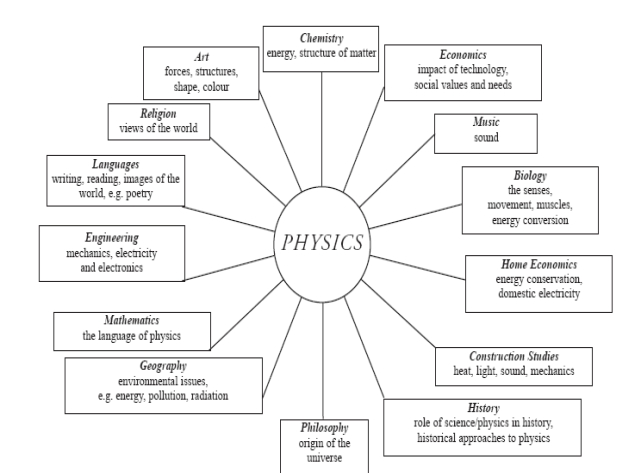 Chemistry
energy, structure of matter
Economics
impact of technology,
social values and needs
Music
sound
Biology
the senses,
movement, muscles,
energy conversion
Home Economics
energy conservation,
domestic electricity
Construction Studies
heat, light, sound, mechanics
History
role of science/physics in history,
historical approaches to physics
Philosophy
origin of the
universe
Geography
environmental issues,
e.g. energy, pollution, radiation
Mathematics
the language of physics
Engineering
mechanics, electricity
and electronics
Languages
writing, reading, images of the
world, e.g. poetry
Religion
views of the world
Art
forces, structures,
shape, colour
PHYSICS